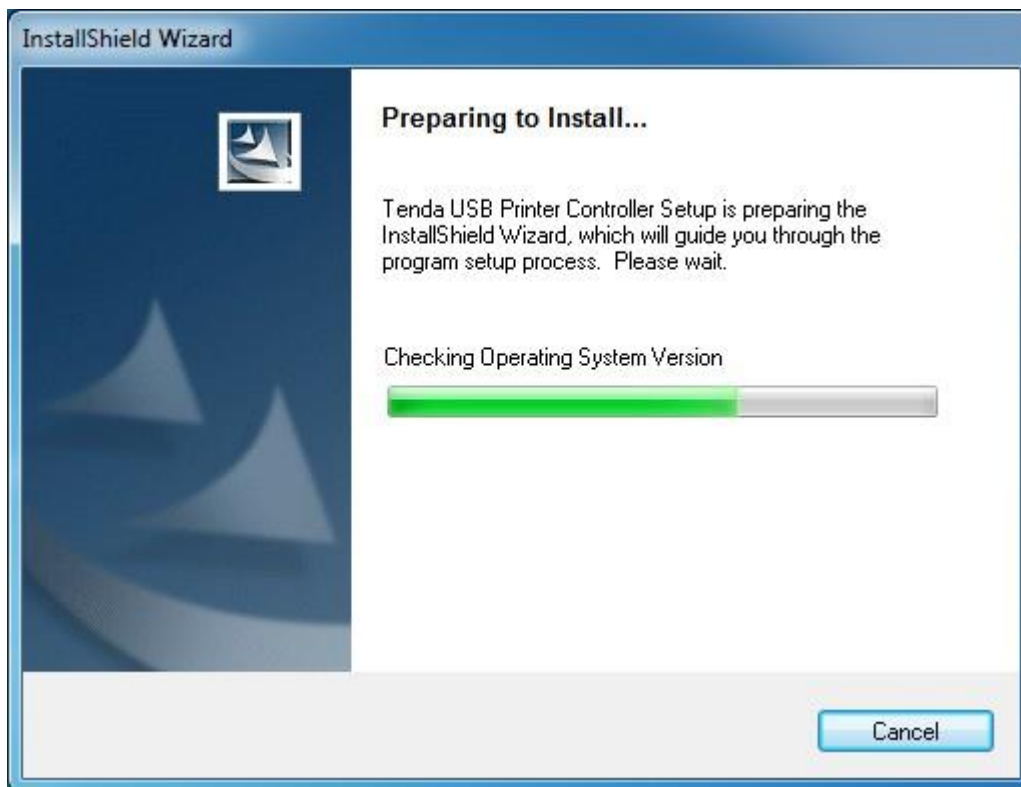 InstallShield Wizard
Preparing to Install...
Tenda USB Printer Controller Setup is preparing the
InstallShield Wizard, which will guide you through the
program setup process.  Please wait.
Checking Operating System Version
Cancel